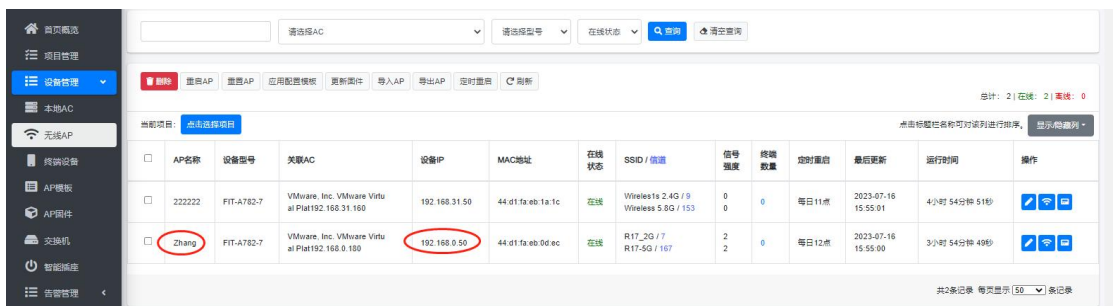 首页概览
项目管理
设备管理
本地AC
无线AP
终端设备
AP模板
AP固件
交换机
智能插座
告警管理
请选择AC 请选择型号 在线状态 查询 清空查询
删除 重启AP 重置AP 应用配置模板 更新固件 导入AP 导出AP 定时重启 刷新
总计: 2 | 在线: 2 | 离线: 0
当前项目: 点击选择项目 点击标题栏名称可对该列进行排序。 显示/隐藏列
AP名称 设备型号 关联AC 设备IP MAC地址 在线状态 SSID / 信道 信号强度 终端数量 定时重启 最后更新 运行时间 操作
222222 FIT-A782-7 VMware, Inc. VMware Virtual Plat192.168.31.160 192.168.31.50 44:d1:fa:eb:1a:1c 在线 Wireles1s 2.4G / 9 Wireless 5.8G / 153 0 0 0 每日11点 2023-07-16 15:55:01 4小时 54分钟 51秒
Zhang FIT-A782-7 VMware, Inc. VMware Virtual Plat192.168.0.180 192.168.0.50 44:d1:fa:eb:0d:ec 在线 R17_2G / 7 R17-5G / 167 2 2 0 每日12点 2023-07-16 15:55:00 3小时 54分钟 49秒
共2条记录 每页显示 50 条记录